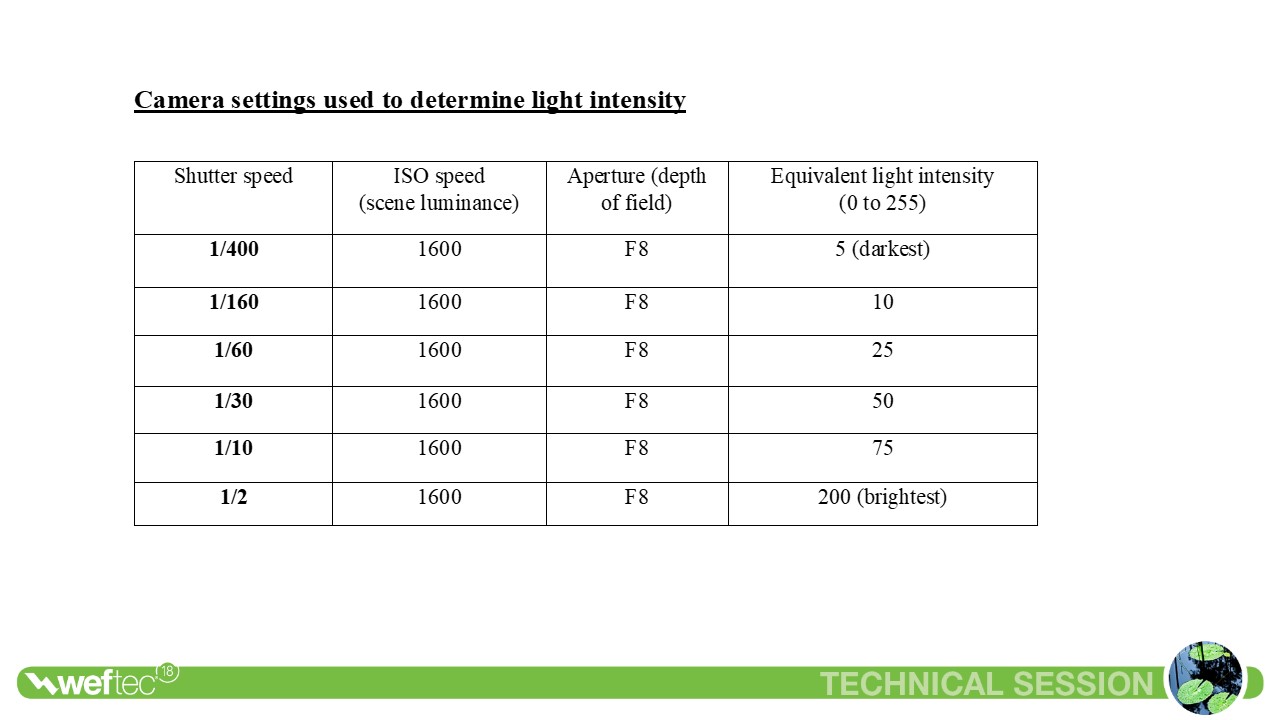 Camera settings used to determine light intensity
Shutter speed
ISO speed
(scene luminance)
Aperture (depth
of field)
Equivalent light intensity
(0 to 255)
1/400 1600 F8 5 (darkest)
1/160 1600 F8 10
1/60 1600 F8 25
1/30 1600 F8 50
1/10 1600 F8 75
1/2 1600 F8 200 (brightest)
weftec 18
TECHNICAL SESSION